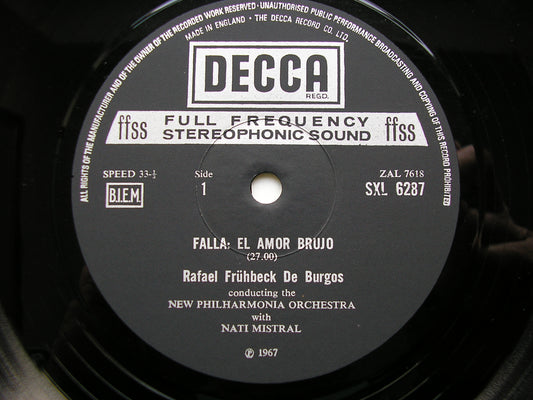 ALL RIGHTS OF THE MANUFACTURER AND OF THE OWNER OF THE RECORDED WORK RESERVED · UNAUTHORISED PUBLIC PERFORMANCE BROADCASTING AND COPYING OF THIS RECORD PROHIBITED
MADE IN ENGLAND · THE DECCA RECORD CO. LTD.
DECCA
REGD.
ffss FULL FREQUENCY ffss
STEREOPHONIC SOUND
SPEED 33-⅓ Side ZAL 7618
B.I.E.M. 1 SXL 6287
FALLA: EL AMOR BRUJO
(27.00)
Rafael Frühbeck De Burgos
conducting the
NEW PHILHARMONIA ORCHESTRA
with
NATI MISTRAL
℗ 1967